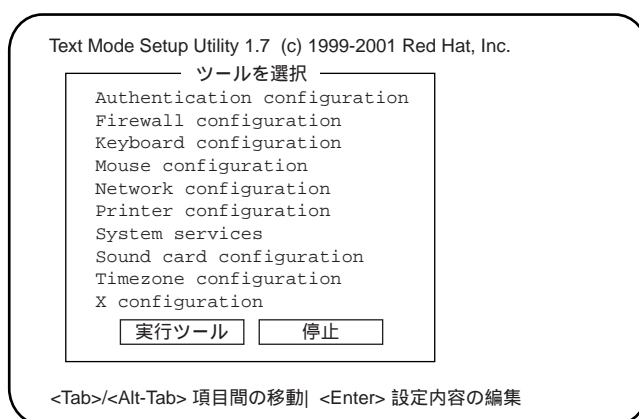 Text Mode Setup Utility 1.7 (c) 1999-2001 Red Hat, Inc.
ツールを選択
Authentication configuration
Firewall configuration
Keyboard configuration
Mouse configuration
Network configuration
Printer configuration
System services
Sound card configuration
Timezone configuration
X configuration
実行ツール 停止
<Tab>/<Alt-Tab> 項目間の移動| <Enter> 設定内容の編集